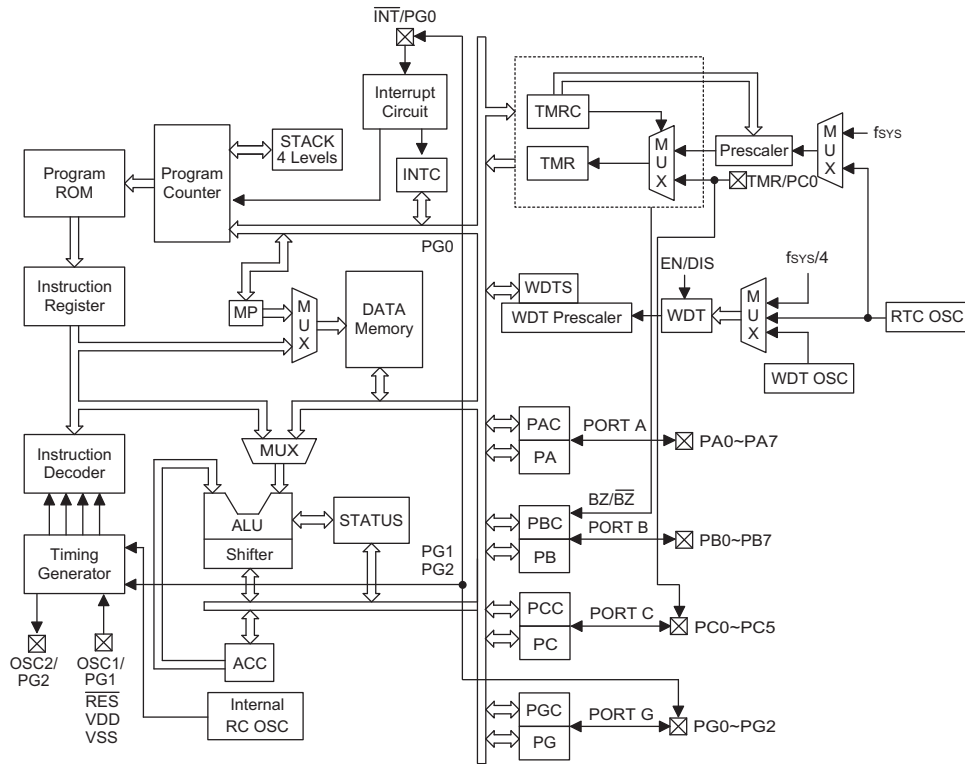 INT/PG0
Interrupt
Circuit
STACK
4 Levels
Program
ROM
Program
Counter
INTC
TMRC
TMR
M
U
X
Prescaler
M
U
X
fSYS
TMR/PC0
PG0
Instruction
Register
MP
M
U
X
DATA
Memory
EN/DIS
fSYS/4
WDTS
WDT Prescaler
WDT
M
U
X
RTC OSC
WDT OSC
MUX
Instruction
Decoder
ALU
Shifter
STATUS
PAC
PA
PORT A
PA0~PA7
BZ/BZ
PBC
PB
PORT B
PB0~PB7
Timing
Generator
PG1
PG2
PCC
PC
PORT C
PC0~PC5
OSC2/
PG2
OSC1/
PG1
RES
VDD
VSS
ACC
Internal
RC OSC
PGC
PG
PORT G
PG0~PG2